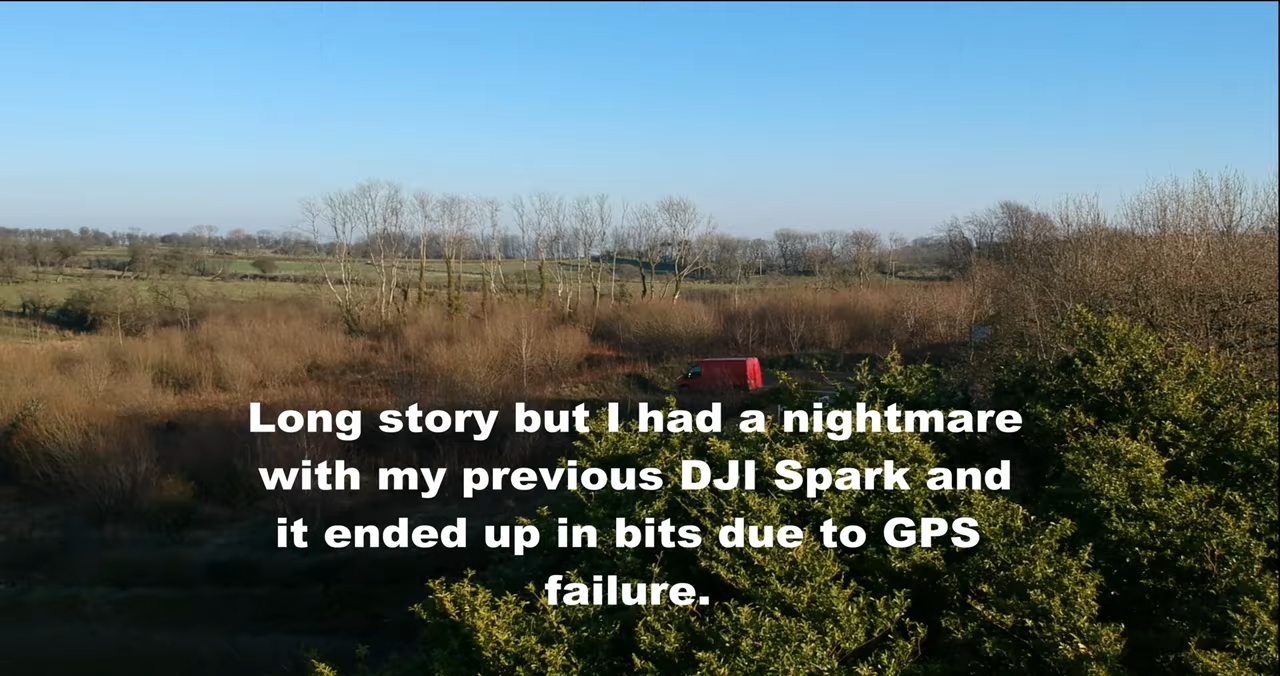 Long story but I had a nightmare
with my previous DJI Spark and
it ended up in bits due to GPS
failure.